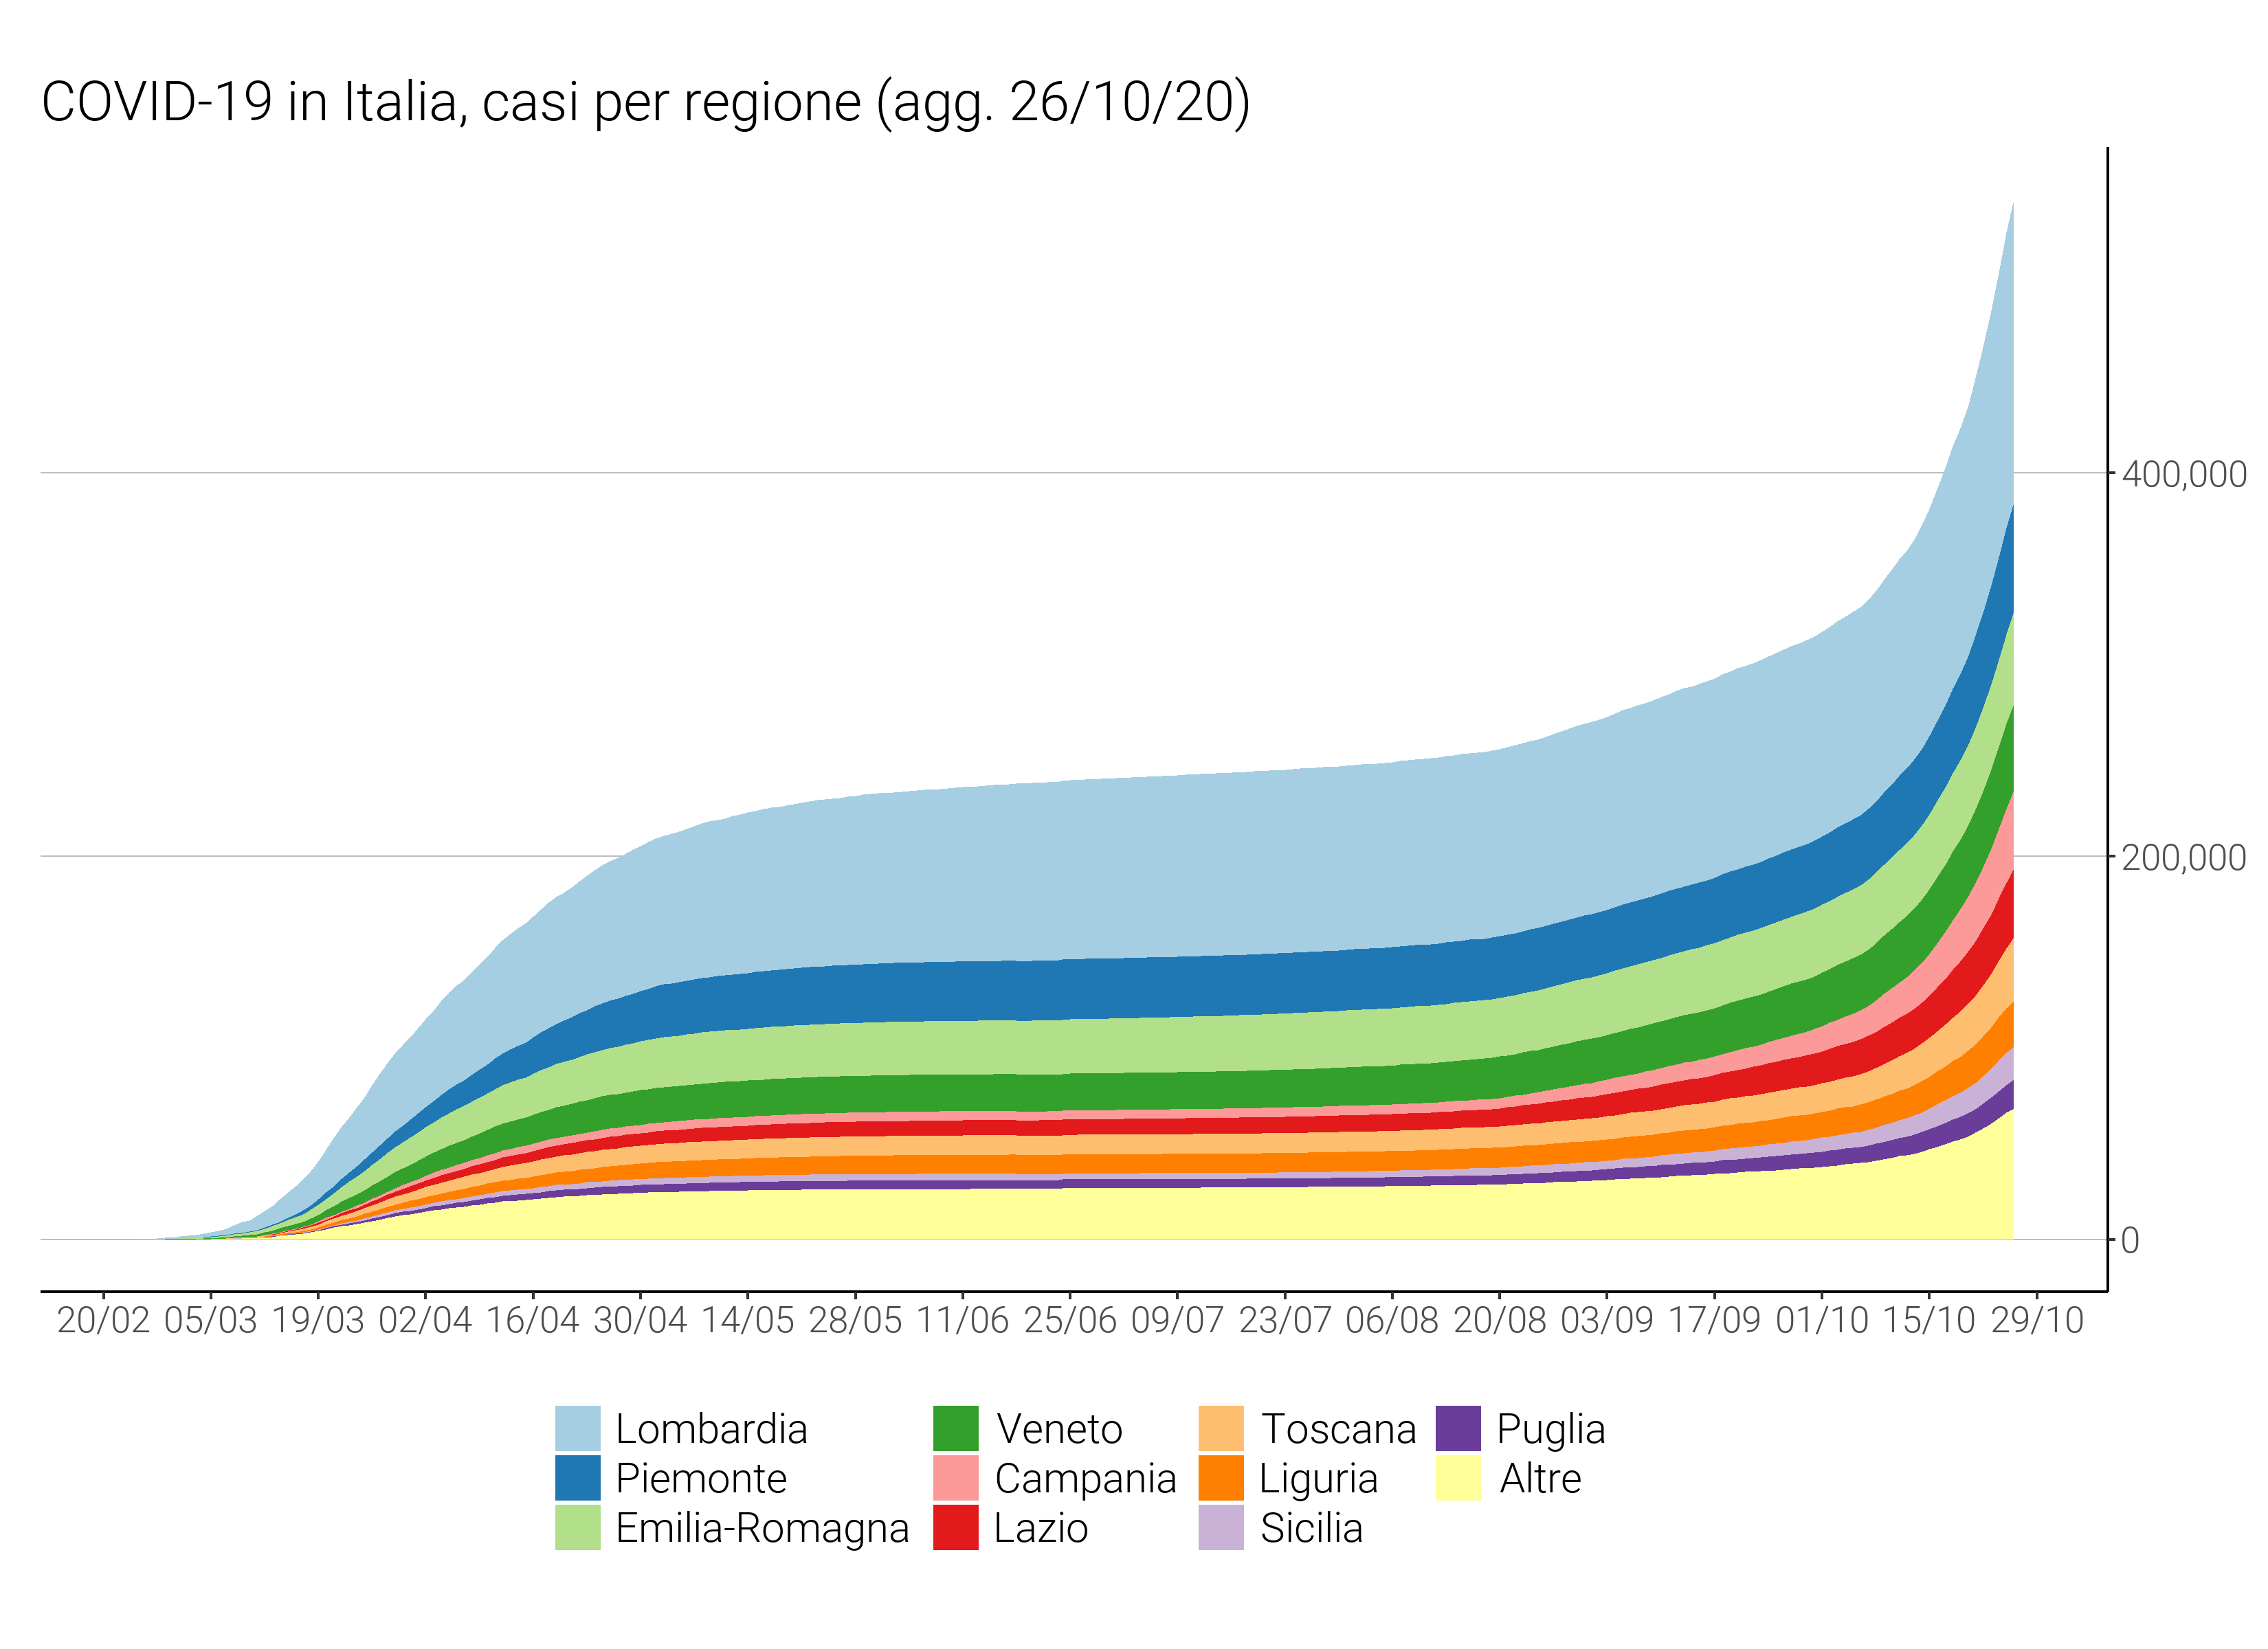 COVID-19 in Italia, casi per regione (agg. 26/10/20)
400,000
200,000
0
20/02 05/03 19/03 02/04 16/04 30/04 14/05 28/05 11/06 25/06 09/07 23/07 06/08 20/08 03/09 17/09 01/10 15/10 29/10
Lombardia Veneto Toscana Puglia
Piemonte Campania Liguria Altre
Emilia-Romagna Lazio Sicilia